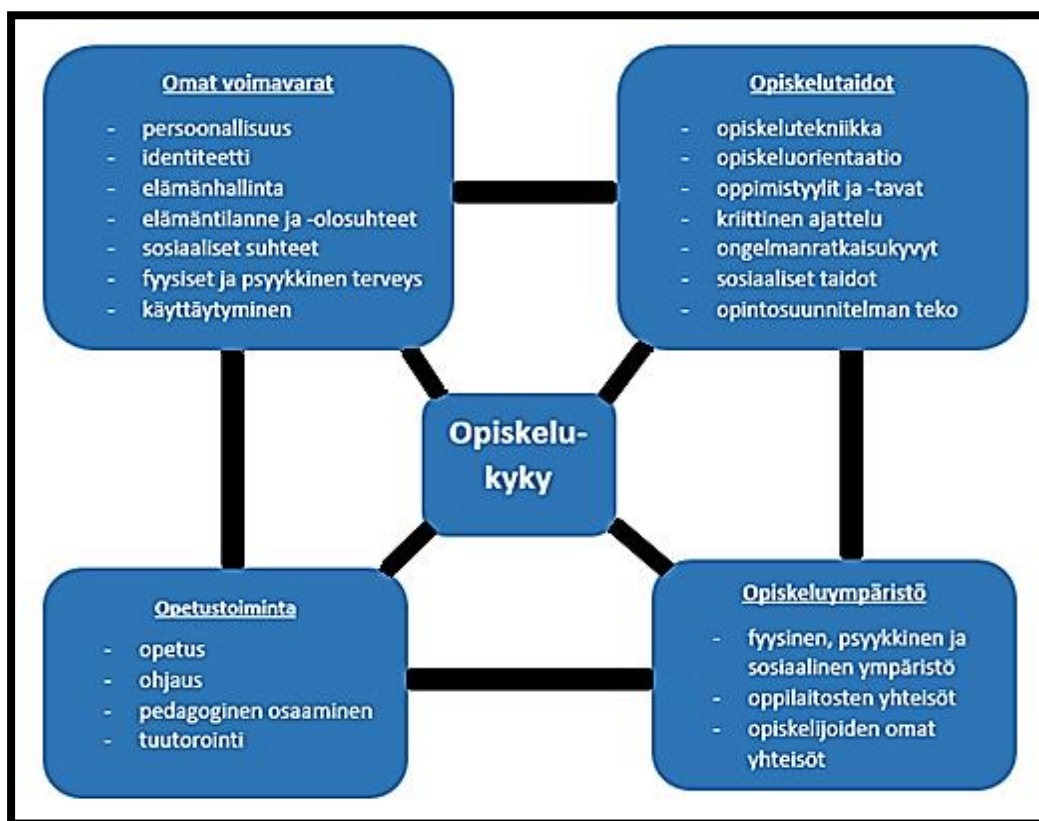 Omat voimavarat
- persoonallisuus
- identiteetti
- elämänhallinta
- elämäntilanne ja -olosuhteet
- sosiaaliset suhteet
- fyysiset ja psyykkinen terveys
- käyttäytyminen
Opiskelutaidot
- opiskelutekniikka
- opiskeluorientaatio
- oppimistyylit ja -tavat
- kriittinen ajattelu
- ongelmanratkaisukyvyt
- sosiaaliset taidot
- opintosuunnitelman teko
Opiskelu-
kyky
Opetustoiminta
- opetus
- ohjaus
- pedagoginen osaaminen
- tuutorointi
Opiskeluympäristö
- fyysinen, psyykkinen ja
sosiaalinen ympäristö
- oppilaitosten yhteisöt
- opiskelijoiden omat
yhteisöt